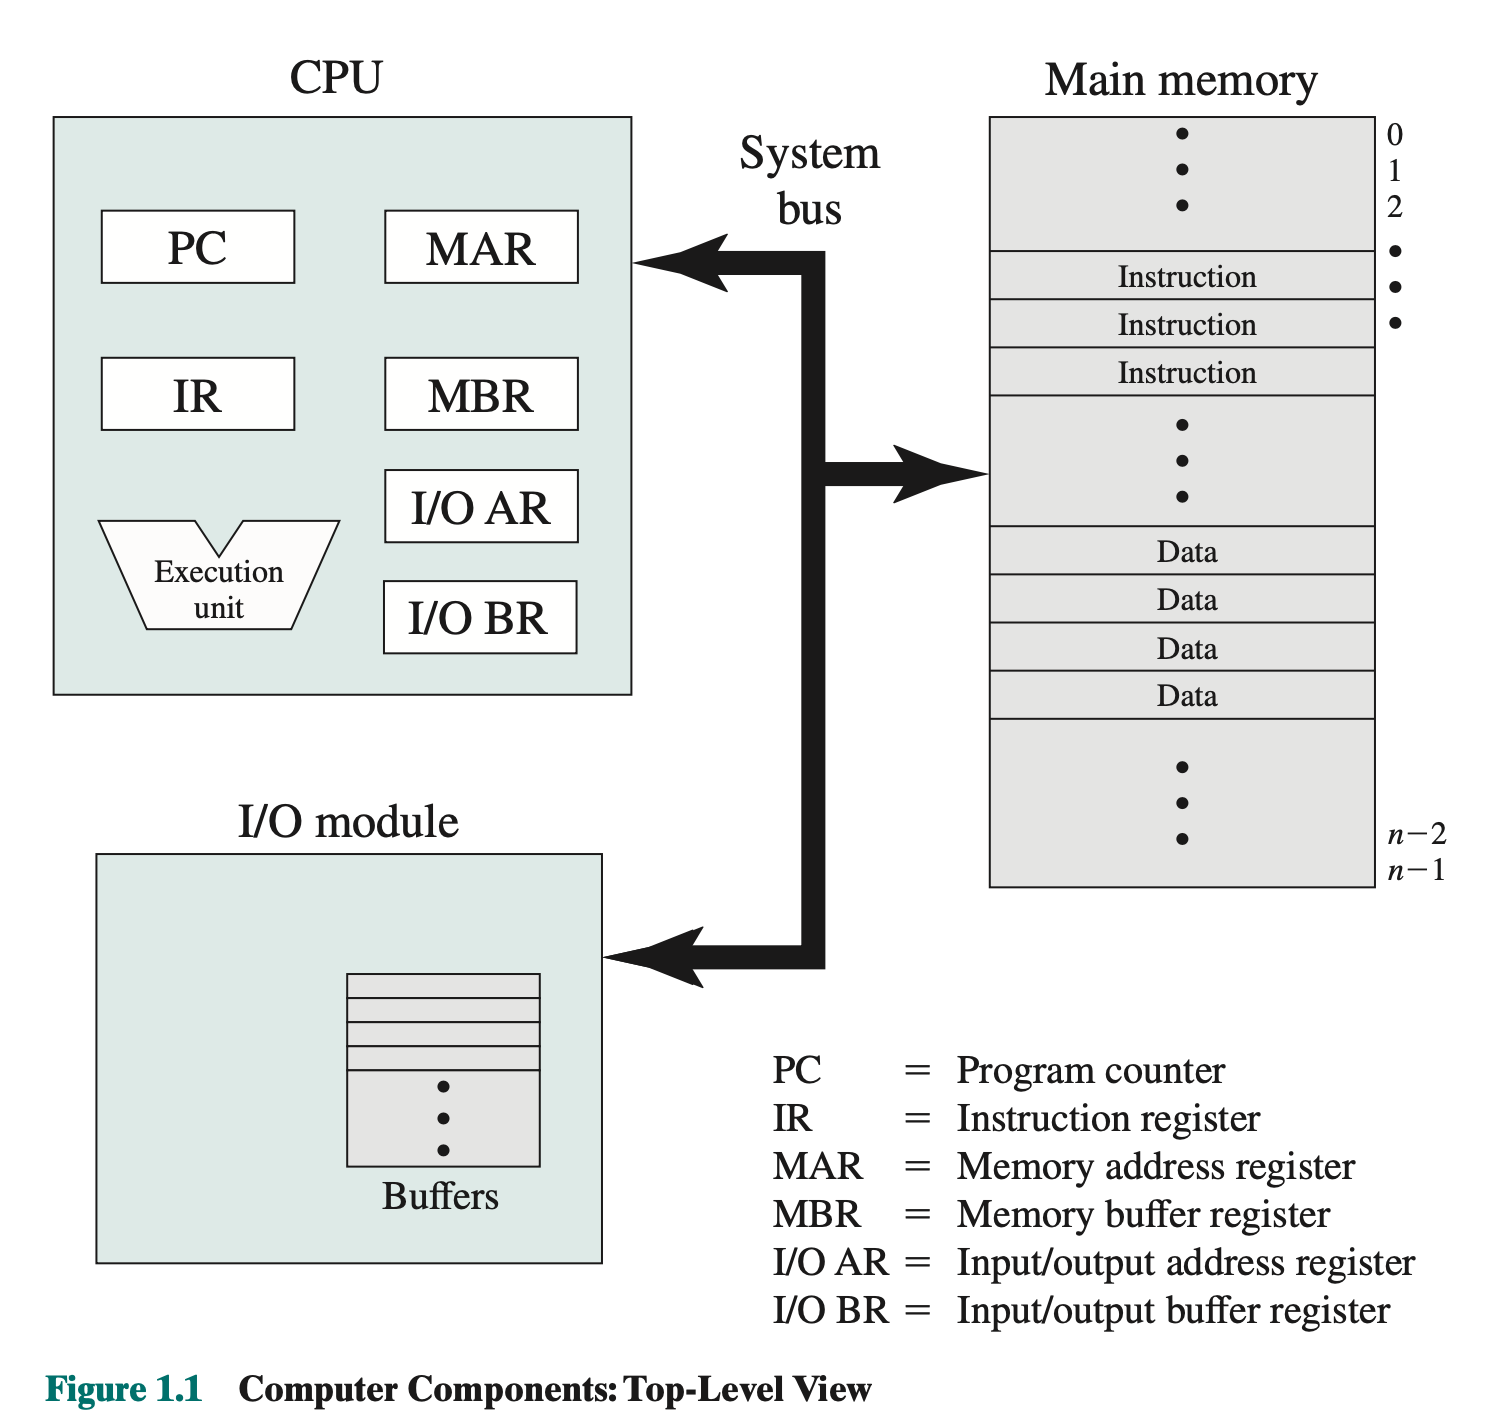 CPU
PC
MAR
IR
MBR
I/O AR
Execution
unit
I/O BR
System
bus
Main memory
0
1
2
Instruction
Instruction
Instruction
Data
Data
Data
Data
n−2
n−1
I/O module
Buffers
PC = Program counter
IR = Instruction register
MAR = Memory address register
MBR = Memory buffer register
I/O AR = Input/output address register
I/O BR = Input/output buffer register
Figure 1.1 Computer Components: Top-Level View